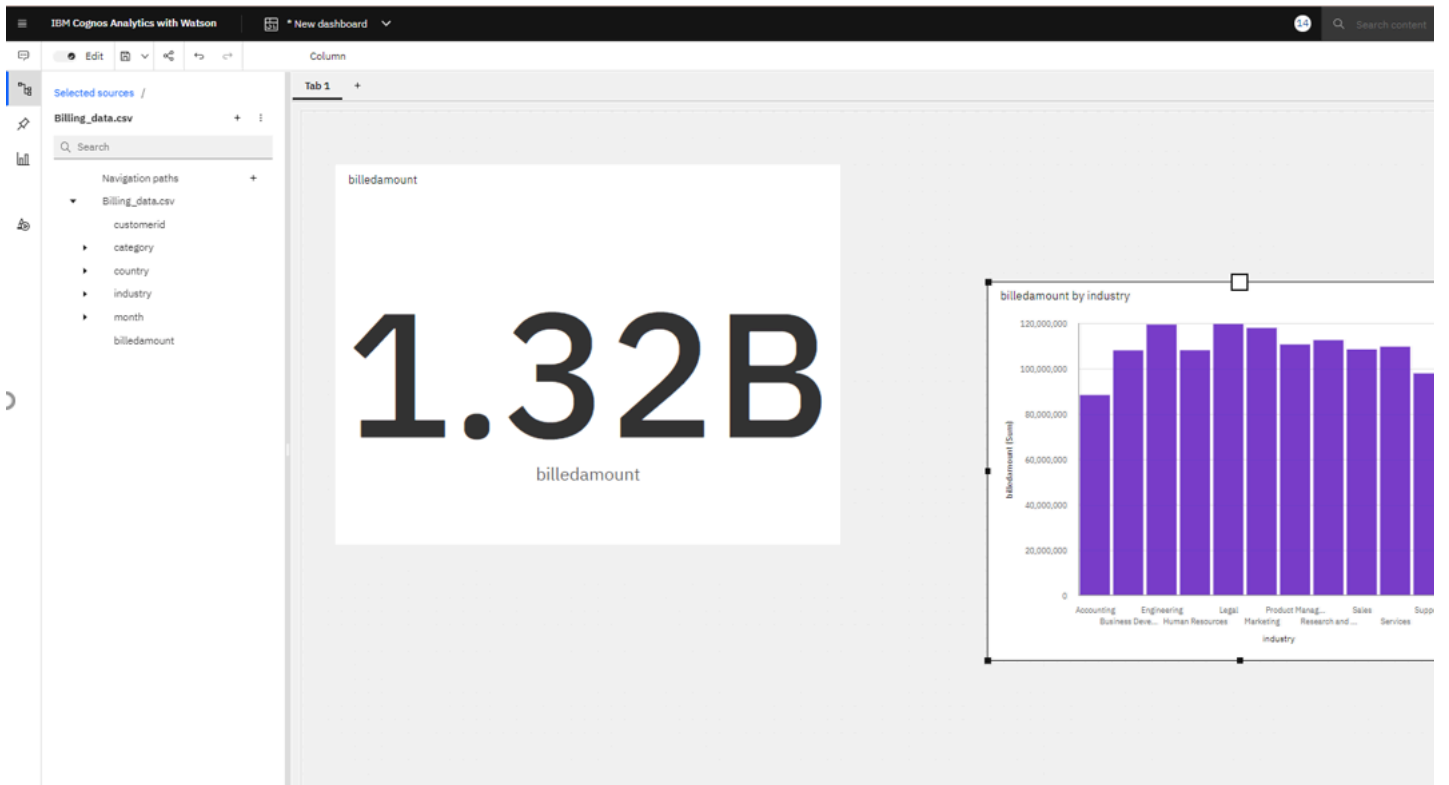 IBM Cognos Analytics with Watson
* New dashboard
14
Search content
Edit
Column
Selected sources /
Billing_data.csv
Search
Navigation paths
Billing_data.csv
customerid
category
country
industry
month
billedamount
Tab 1
billedamount
1.32B
billedamount
billedamount by industry
120,000,000
100,000,000
80,000,000
60,000,000
40,000,000
20,000,000
0
billedamount (Sum)
Accounting Engineering Legal Product Manag... Sales Supp
Business Deve... Human Resources Marketing Research and ... Services
industry